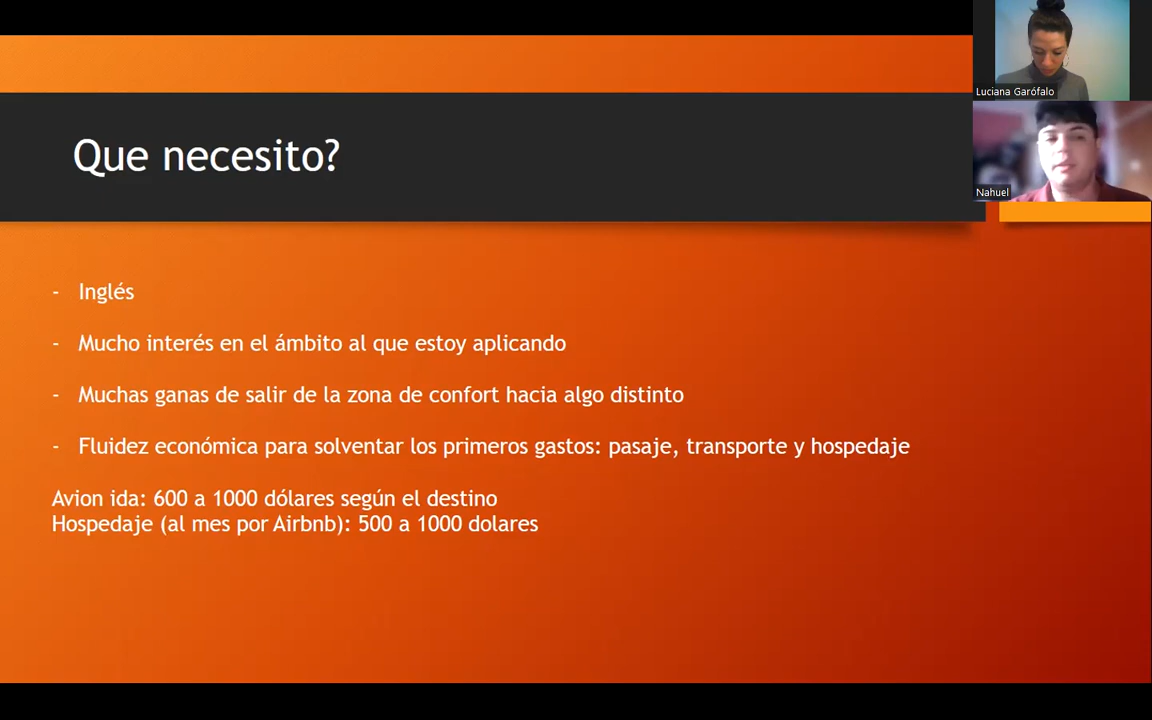 Que necesito?
Luciana Garófalo
Nahuel
- Inglés
- Mucho interés en el ámbito al que estoy aplicando
- Muchas ganas de salir de la zona de confort hacia algo distinto
- Fluidez económica para solventar los primeros gastos: pasaje, transporte y hospedaje
Avion ida: 600 a 1000 dólares según el destino
Hospedaje (al mes por Airbnb): 500 a 1000 dolares